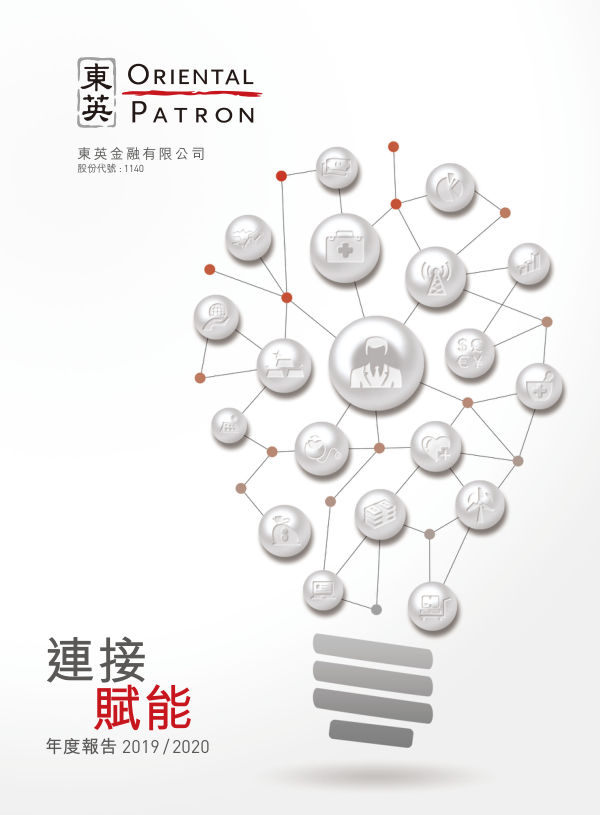 東英
ORIENTAL
PATRON
東英金融有限公司
股份代號 : 1140
$
€ ¥
連接
賦能
年度報告 2019 / 2020